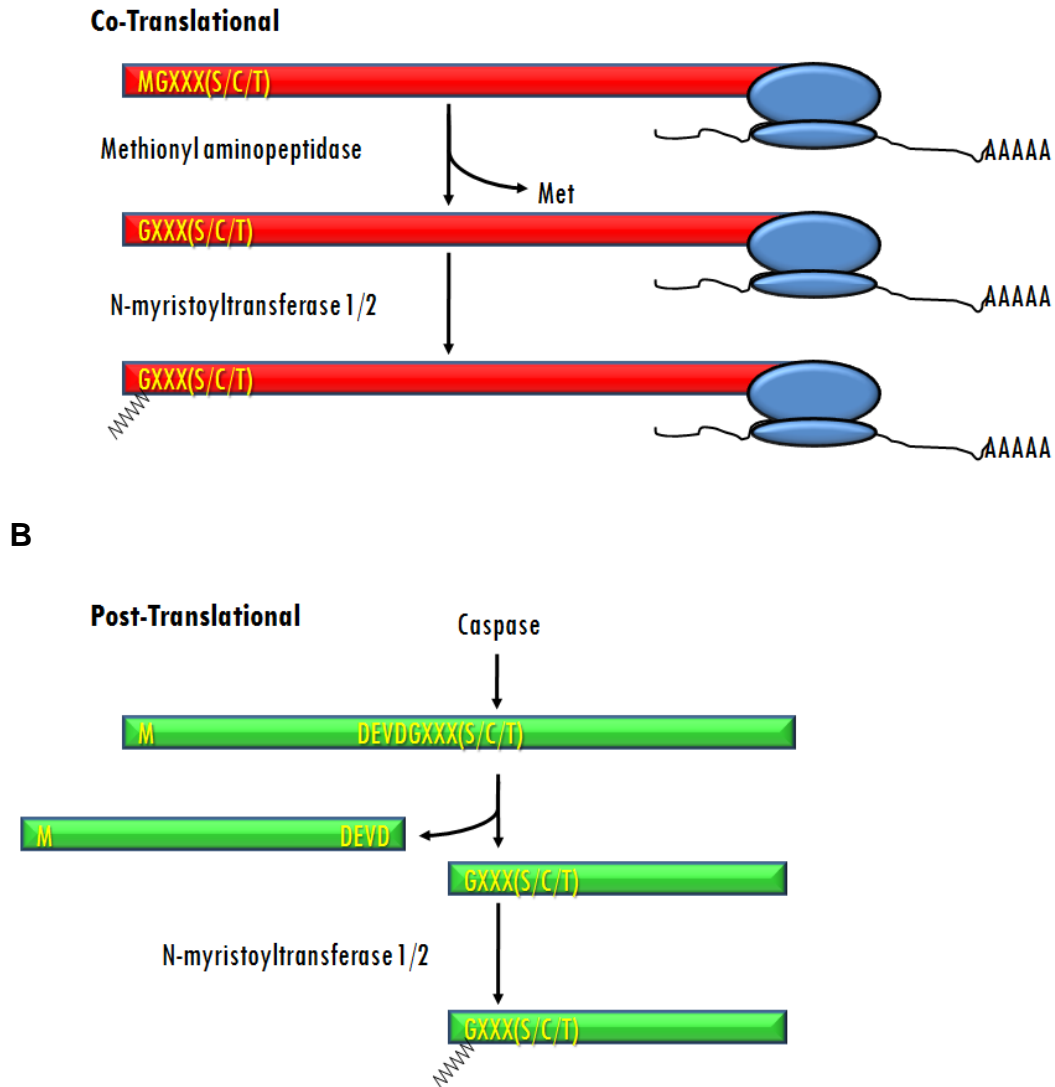 Co-Translational
MGXXX(S/C/T)
AAAAA
Methionyl aminopeptidase
Met
GXXX(S/C/T)
AAAAA
N-myristoyltransferase 1/2
GXXX(S/C/T)
AAAAA
B
Post-Translational
Caspase
M DEVDGXXX(S/C/T)
M DEVD
GXXX(S/C/T)
N-myristoyltransferase 1/2
GXXX(S/C/T)